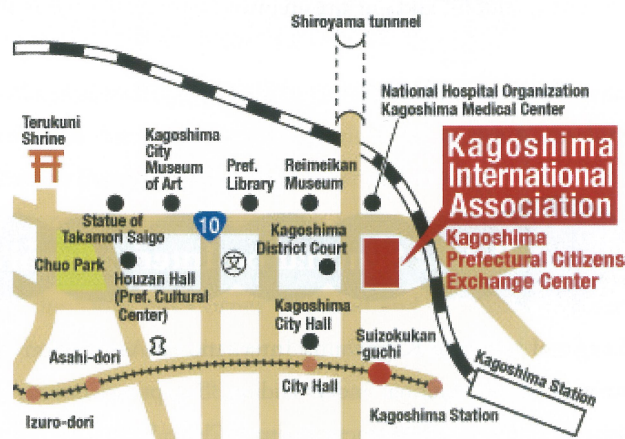 Shiroyama tunnnel
National Hospital Organization
Kagoshima Medical Center
Terukuni
Shrine
Kagoshima
City
Museum
of Art
Pref.
Library
Reimeikan
Museum
Kagoshima
International
Association
Statue of
Takamori Saigo
10
Kagoshima
District Court
Kagoshima
Prefectural Citizens
Exchange Center
Chuo Park
Houzan Hall
(Pref. Cultural
Center)
文
Kagoshima
City Hall
Suizokukan
-guchi
Asahi-dori
City Hall
Kagoshima Station
Izuro-dori
Kagoshima Station